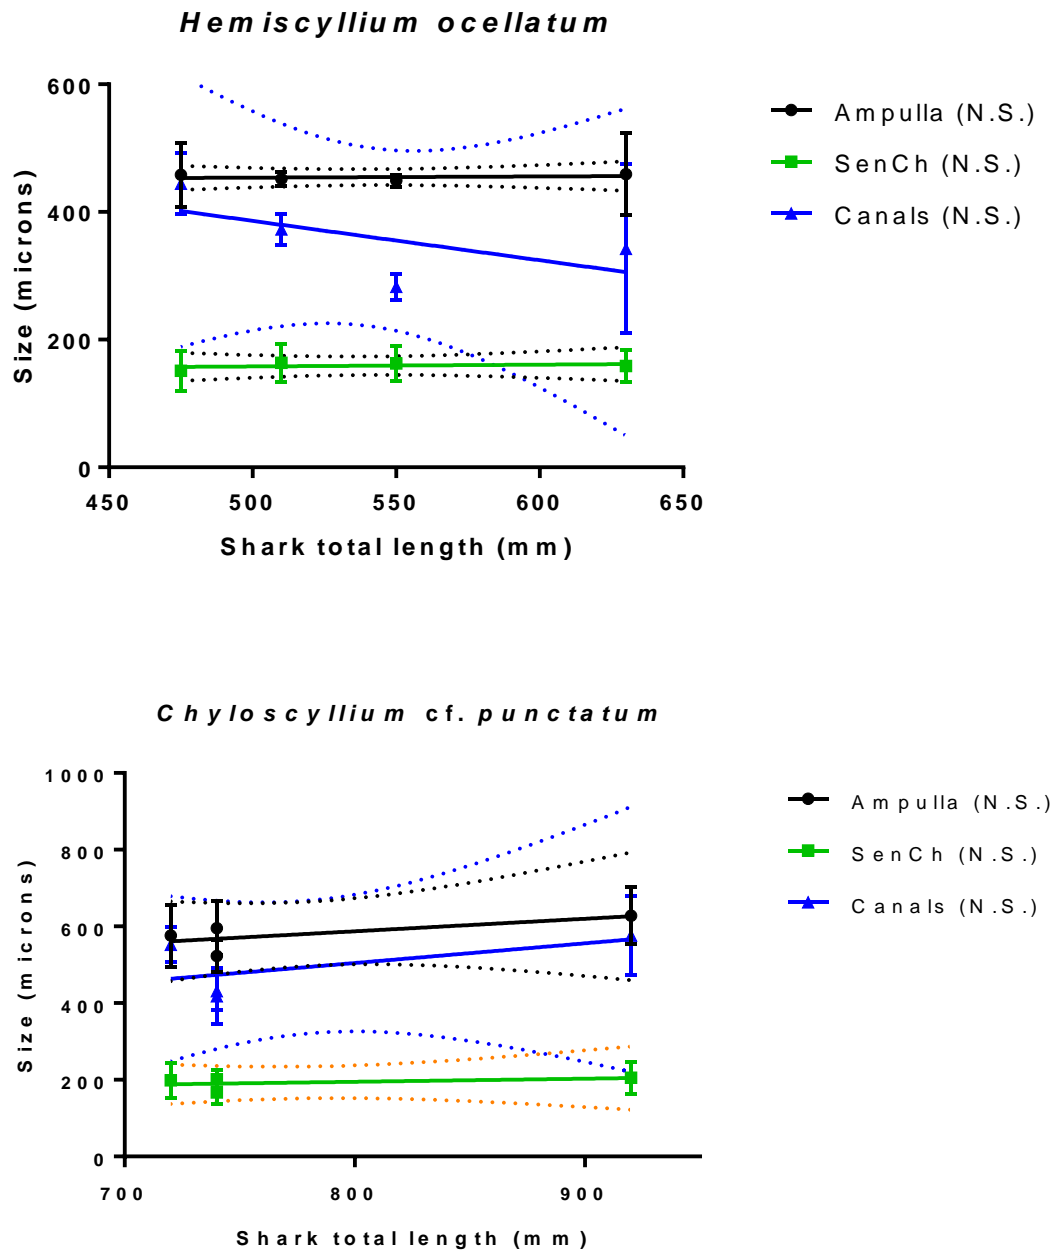 Hemiscyllium ocellatum
600
400
200
0
450 500 550 600 650
Size (microns)
Shark total length (mm)
Ampulla (N.S.)
SenCh (N.S.)
Canals (N.S.)
Chyloscyllium cf. punctatum
1000
800
600
400
200
0
700 800 900
Size (microns)
Shark total length (mm)
Ampulla (N.S.)
SenCh (N.S.)
Canals (N.S.)